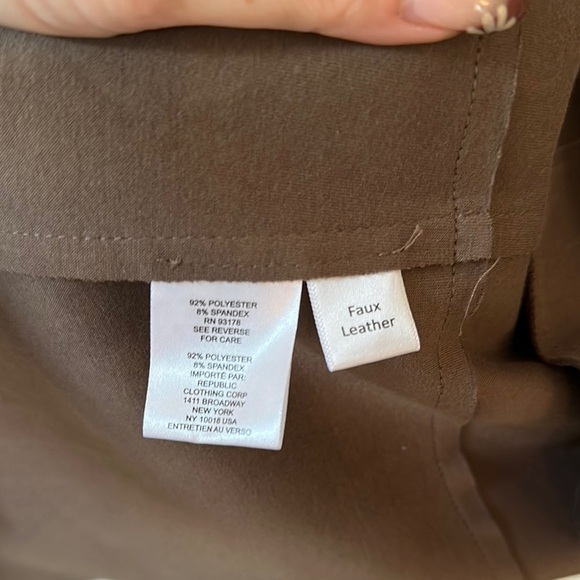 92% POLYESTER
8% SPANDEX
RN 93178
SEE REVERSE
FOR CARE
92% POLYESTER
8% SPANDEX
IMPORTÉ PAR:
REPUBLIC
CLOTHING CORP
1411 BROADWAY
NEW YORK
NY 10018 USA
ENTRETIEN AU VERSO
Faux
Leather